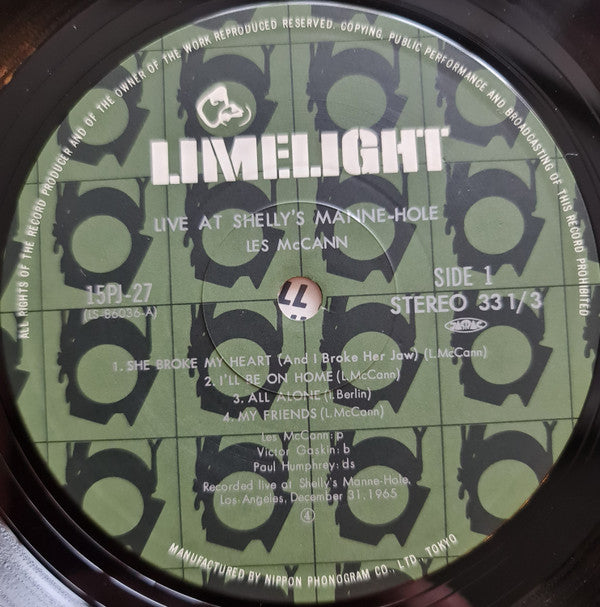 ALL RIGHTS OF THE RECORD PRODUCER AND OF THE OWNER OF THE WORK REPRODUCED RESERVED. COPYING, PUBLIC PERFORMANCE AND BROADCASTING OF THIS RECORD PROHIBITED
LIMELIGHT
LIVE AT SHELLY'S MANNE-HOLE
LES McCANN
15PJ-27
(LS-86036-A)
SIDE 1
STEREO 33 1/3
JASRAC
1. SHE BROKE MY HEART (And I Broke Her Jaw) (L.McCann)
2. I'LL BE ON HOME (L.McCann)
3. ALL ALONE (I.Berlin)
4. MY FRIENDS (L.McCann)
Les McCann: p
Victor Gaskin: b
Paul Humphrey: ds
Recorded live at Shelly's Manne-Hole,
Los Angeles, December 31, 1965
4
MANUFACTURED BY NIPPON PHONOGRAM CO., LTD., TOKYO